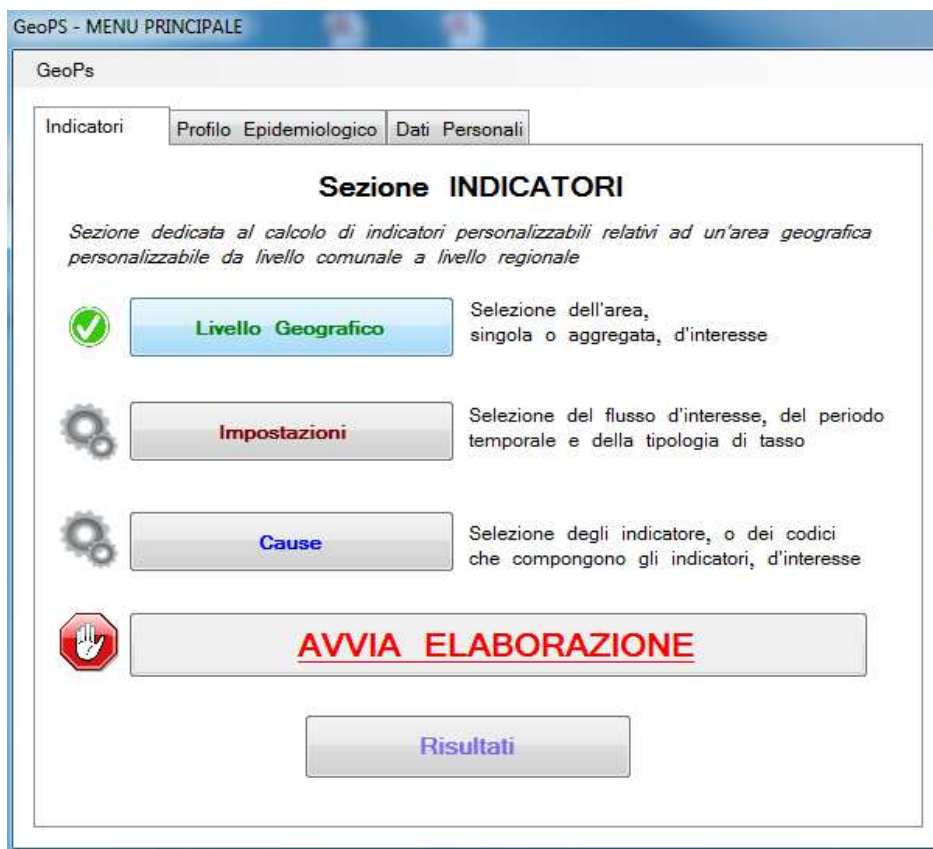 GeoPS - MENU PRINCIPALE
GeoPs
Indicatori
Profilo Epidemiologico
Dati Personali
Sezione INDICATORI
Sezione dedicata al calcolo di indicatori personalizzabili relativi ad un'area geografica
personalizzabile da livello comunale a livello regionale
Livello Geografico
Selezione dell'area,
singola o aggregata, d'interesse
Impostazioni
Selezione del flusso d'interesse, del periodo
temporale e della tipologia di tasso
Cause
Selezione degli indicatore, o dei codici
che compongono gli indicatori, d'interesse
AVVIA ELABORAZIONE
Risultati